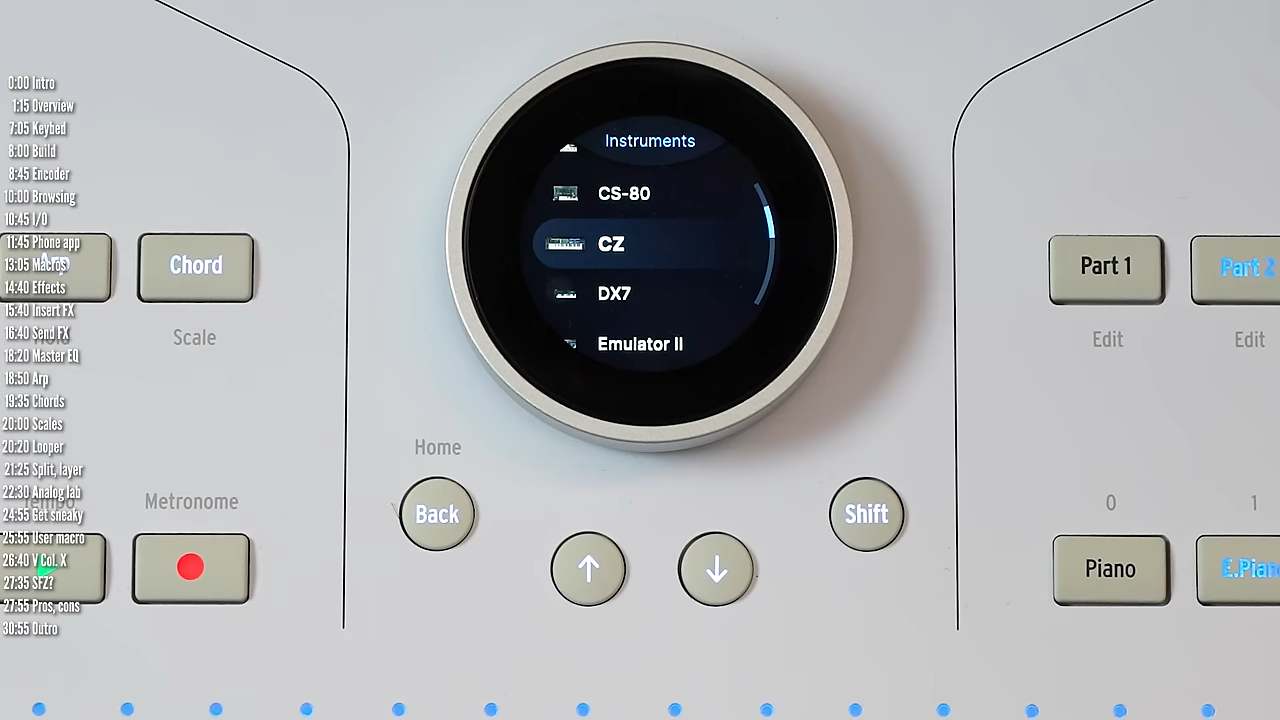 0:00 Intro
1:15 Overview
7:05 Keybed
8:00 Build
8:45 Encoder
10:00 Browsing
10:45 I/O
11:45 Phone app
13:05 Macros
14:40 Effects
15:40 Insert FX
16:40 Send FX
18:20 Master EQ
18:50 Arp
19:35 Chords
20:00 Scales
20:20 Looper
21:25 Split, layer
22:30 Analog lab
24:55 Get sneaky
25:55 User macro
26:40 V Col. X
27:35 SFZ?
27:55 Pros, cons
30:55 Outro
Arp
Chord
Scale
Tempo
Metronome
Instruments
CS-80
CZ
DX7
Emulator II
Home
Back
Shift
Part 1
Part 2
Edit
Edit
0
1
Piano
E.Pian